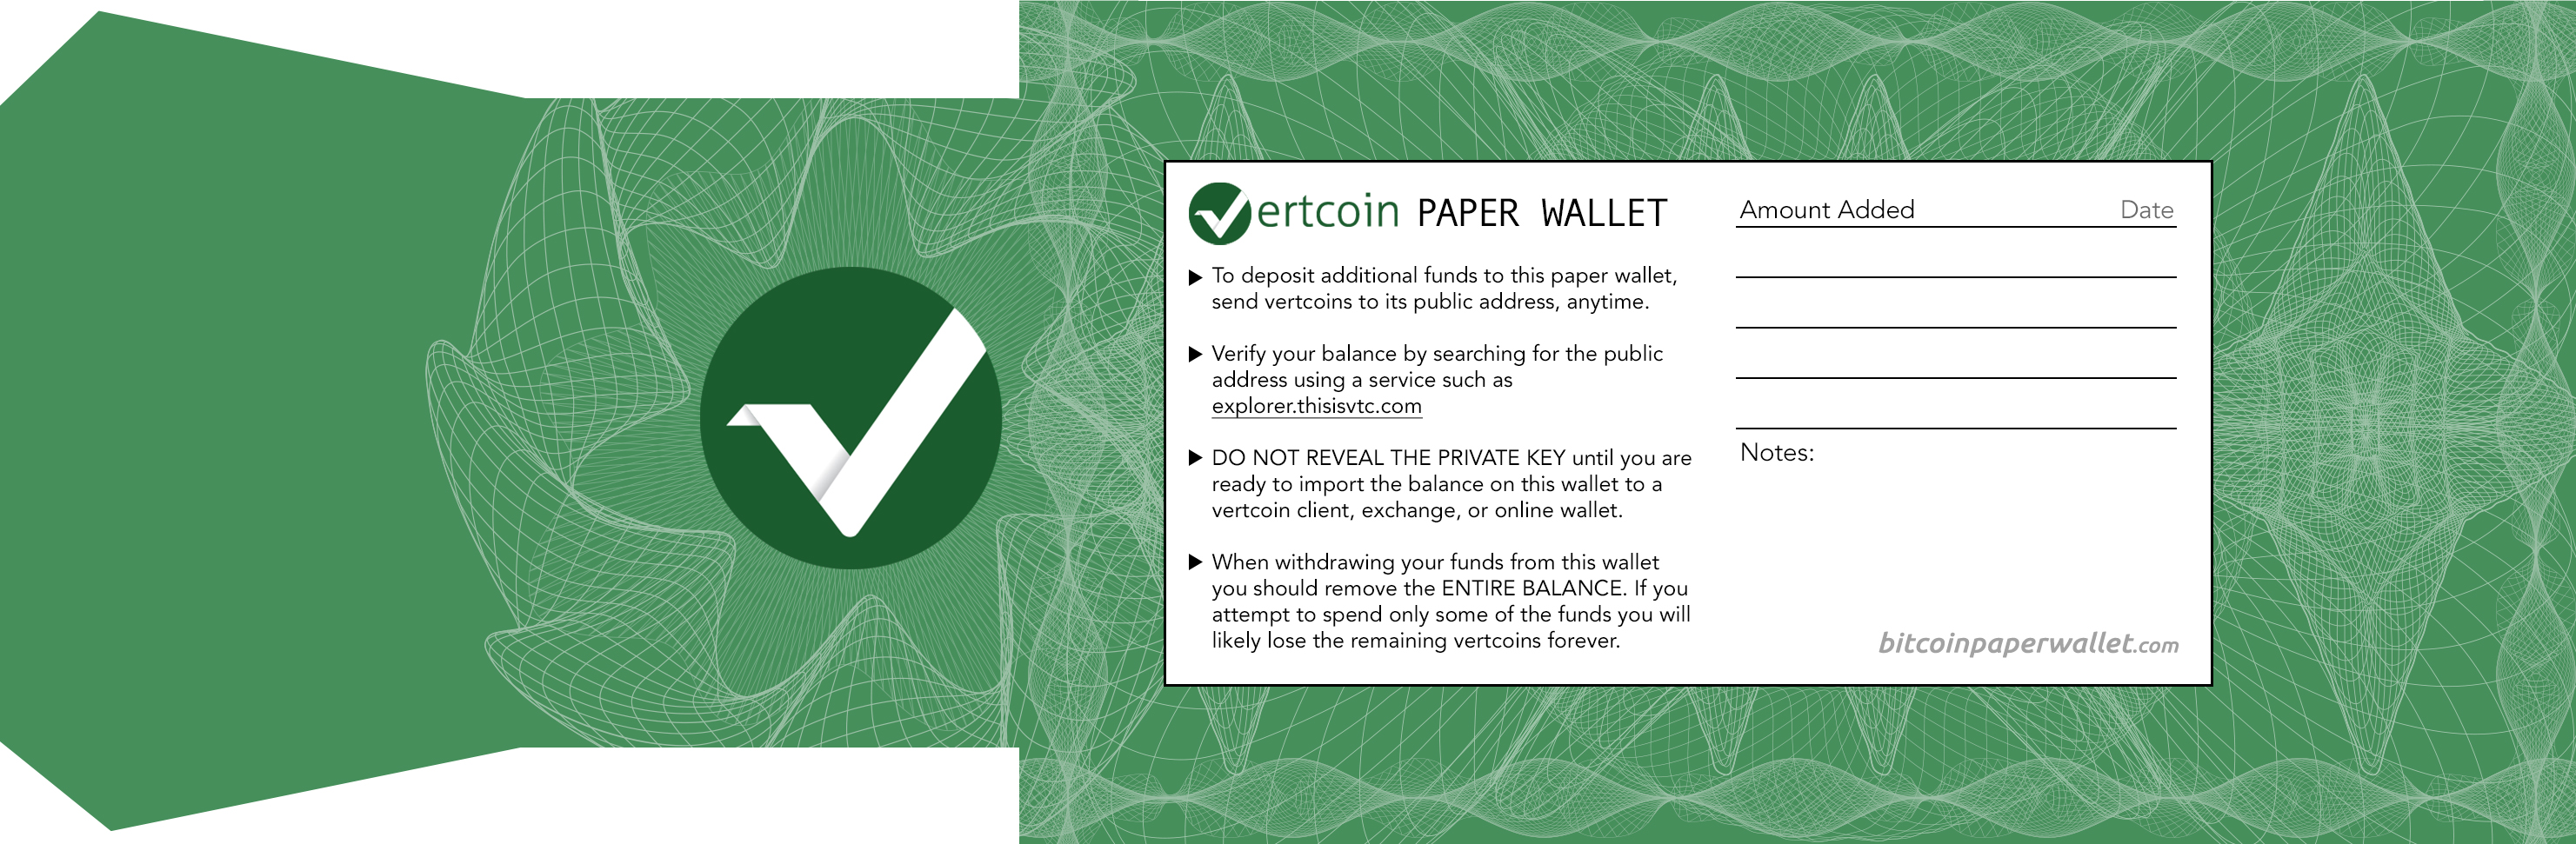 Vertcoin PAPER WALLET
▶ To deposit additional funds to this paper wallet,
send vertcoins to its public address, anytime.
▶ Verify your balance by searching for the public
address using a service such as
explorer.thisisvtc.com
▶ DO NOT REVEAL THE PRIVATE KEY until you are
ready to import the balance on this wallet to a
vertcoin client, exchange, or online wallet.
▶ When withdrawing your funds from this wallet
you should remove the ENTIRE BALANCE. If you
attempt to spend only some of the funds you will
likely lose the remaining vertcoins forever.
Amount Added Date
Notes:
bitcoinpaperwallet.com